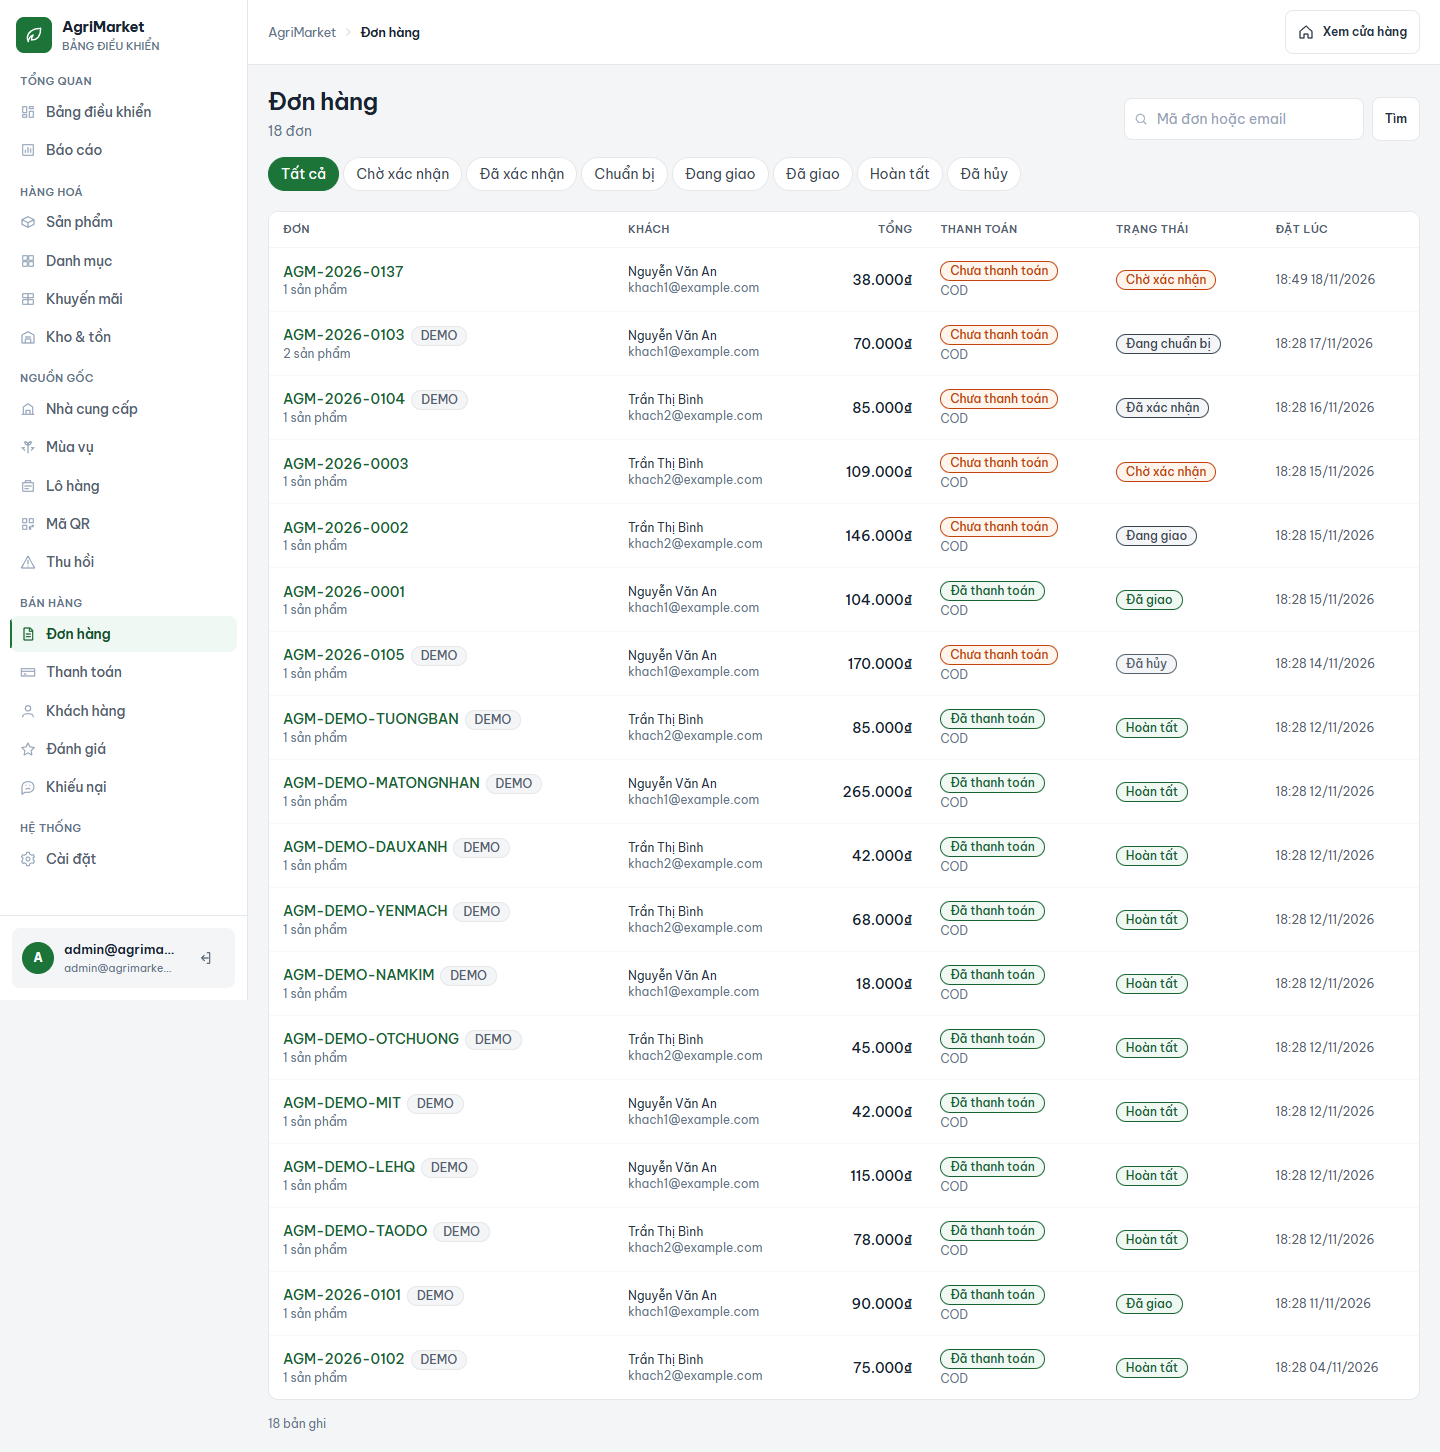 AgriMarket
BẢNG ĐIỀU KHIỂN
TỔNG QUAN
Bảng điều khiển
Báo cáo
HÀNG HOÁ
Sản phẩm
Danh mục
Khuyến mãi
Kho & tồn
NGUỒN GỐC
Nhà cung cấp
Mùa vụ
Lô hàng
Mã QR
Thu hồi
BÁN HÀNG
Đơn hàng
Thanh toán
Khách hàng
Đánh giá
Khiếu nại
HỆ THỐNG
Cài đặt
A
admin@agrima...
admin@agrimarke...
AgriMarket > Đơn hàng
Xem cửa hàng
Đơn hàng
18 đơn
Mã đơn hoặc email
Tìm
Tất cả Chờ xác nhận Đã xác nhận Chuẩn bị Đang giao Đã giao Hoàn tất Đã hủy
ĐƠN KHÁCH TỔNG THANH TOÁN TRẠNG THÁI ĐẶT LÚC
AGM-2026-0137 Nguyễn Văn An 38.000₫ Chưa thanh toán Chờ xác nhận 18:49 18/11/2026
1 sản phẩm khach1@example.com COD
AGM-2026-0103 DEMO Nguyễn Văn An 70.000₫ Chưa thanh toán Đang chuẩn bị 18:28 17/11/2026
2 sản phẩm khach1@example.com COD
AGM-2026-0104 DEMO Trần Thị Bình 85.000₫ Chưa thanh toán Đã xác nhận 18:28 16/11/2026
1 sản phẩm khach2@example.com COD
AGM-2026-0003 Trần Thị Bình 109.000₫ Chưa thanh toán Chờ xác nhận 18:28 15/11/2026
1 sản phẩm khach2@example.com COD
AGM-2026-0002 Trần Thị Bình 146.000₫ Chưa thanh toán Đang giao 18:28 15/11/2026
1 sản phẩm khach2@example.com COD
AGM-2026-0001 Nguyễn Văn An 104.000₫ Đã thanh toán Đã giao 18:28 15/11/2026
1 sản phẩm khach1@example.com COD
AGM-2026-0105 DEMO Nguyễn Văn An 170.000₫ Chưa thanh toán Đã hủy 18:28 14/11/2026
1 sản phẩm khach1@example.com COD
AGM-DEMO-TUONGBAN DEMO Trần Thị Bình 85.000₫ Đã thanh toán Hoàn tất 18:28 12/11/2026
1 sản phẩm khach2@example.com COD
AGM-DEMO-MATONGNHAN DEMO Nguyễn Văn An 265.000₫ Đã thanh toán Hoàn tất 18:28 12/11/2026
1 sản phẩm khach1@example.com COD
AGM-DEMO-DAUXANH DEMO Trần Thị Bình 42.000₫ Đã thanh toán Hoàn tất 18:28 12/11/2026
1 sản phẩm khach2@example.com COD
AGM-DEMO-YENMACH DEMO Trần Thị Bình 68.000₫ Đã thanh toán Hoàn tất 18:28 12/11/2026
1 sản phẩm khach2@example.com COD
AGM-DEMO-NAMKIM DEMO Nguyễn Văn An 18.000₫ Đã thanh toán Hoàn tất 18:28 12/11/2026
1 sản phẩm khach1@example.com COD
AGM-DEMO-OTCHUONG DEMO Trần Thị Bình 45.000₫ Đã thanh toán Hoàn tất 18:28 12/11/2026
1 sản phẩm khach2@example.com COD
AGM-DEMO-MIT DEMO Nguyễn Văn An 42.000₫ Đã thanh toán Hoàn tất 18:28 12/11/2026
1 sản phẩm khach1@example.com COD
AGM-DEMO-LEHQ DEMO Nguyễn Văn An 115.000₫ Đã thanh toán Hoàn tất 18:28 12/11/2026
1 sản phẩm khach1@example.com COD
AGM-DEMO-TAODO DEMO Trần Thị Bình 78.000₫ Đã thanh toán Hoàn tất 18:28 12/11/2026
1 sản phẩm khach2@example.com COD
AGM-2026-0101 DEMO Nguyễn Văn An 90.000₫ Đã thanh toán Đã giao 18:28 11/11/2026
1 sản phẩm khach1@example.com COD
AGM-2026-0102 DEMO Trần Thị Bình 75.000₫ Đã thanh toán Hoàn tất 18:28 04/11/2026
1 sản phẩm khach2@example.com COD
18 bản ghi